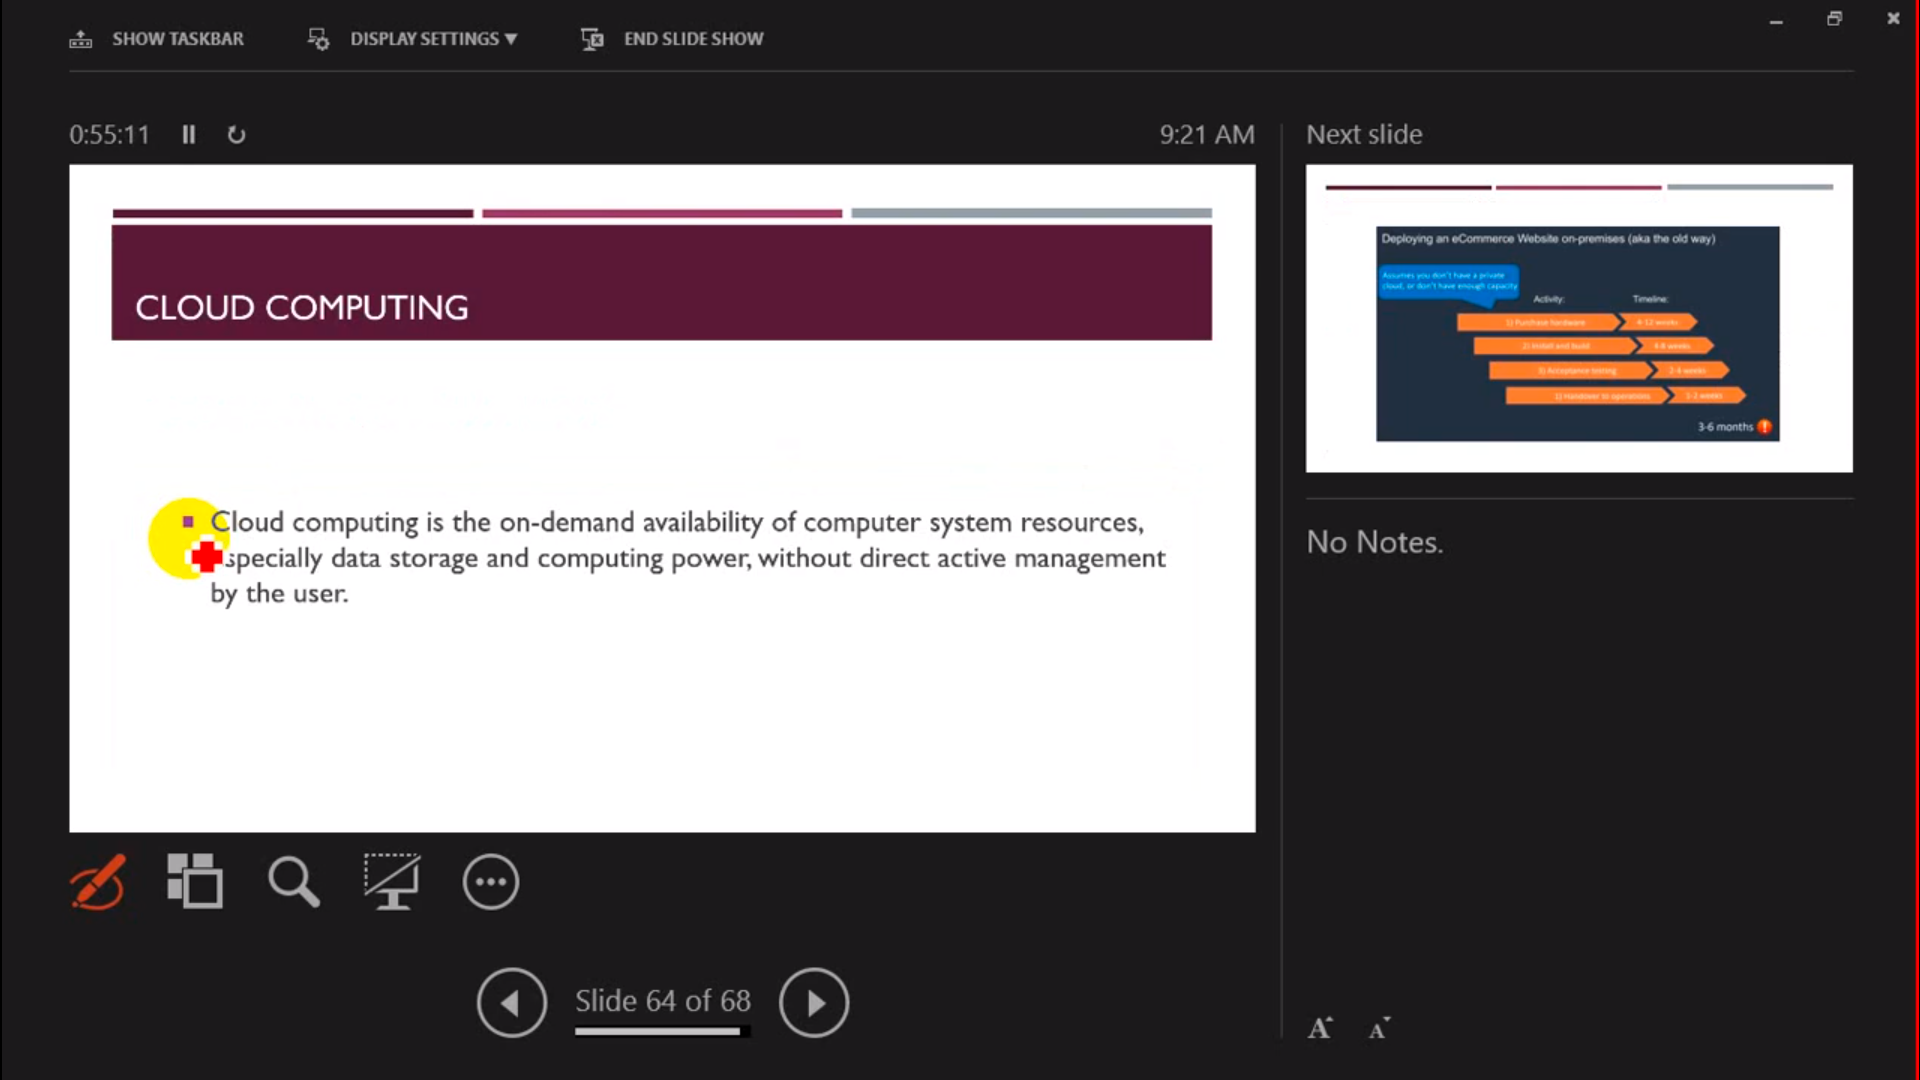 SHOW TASKBAR
DISPLAY SETTINGS
END SLIDE SHOW
0:55:11
9:21 AM
Next slide
CLOUD COMPUTING
Cloud computing is the on-demand availability of computer system resources,
specially data storage and computing power, without direct active management
by the user.
Deploying an eCommerce Website on-premises (aka the old way)
Assumes you don't have a private
cloud, or don't have enough capacity
Activity:
Timeline:
1) Purchase hardware
4-12 weeks
2) Install and build
4-8 weeks
3) Acceptance testing
2-4 weeks
Handover to operations
weeks
3-6 months
No Notes.
Slide 64 of 68
A
A